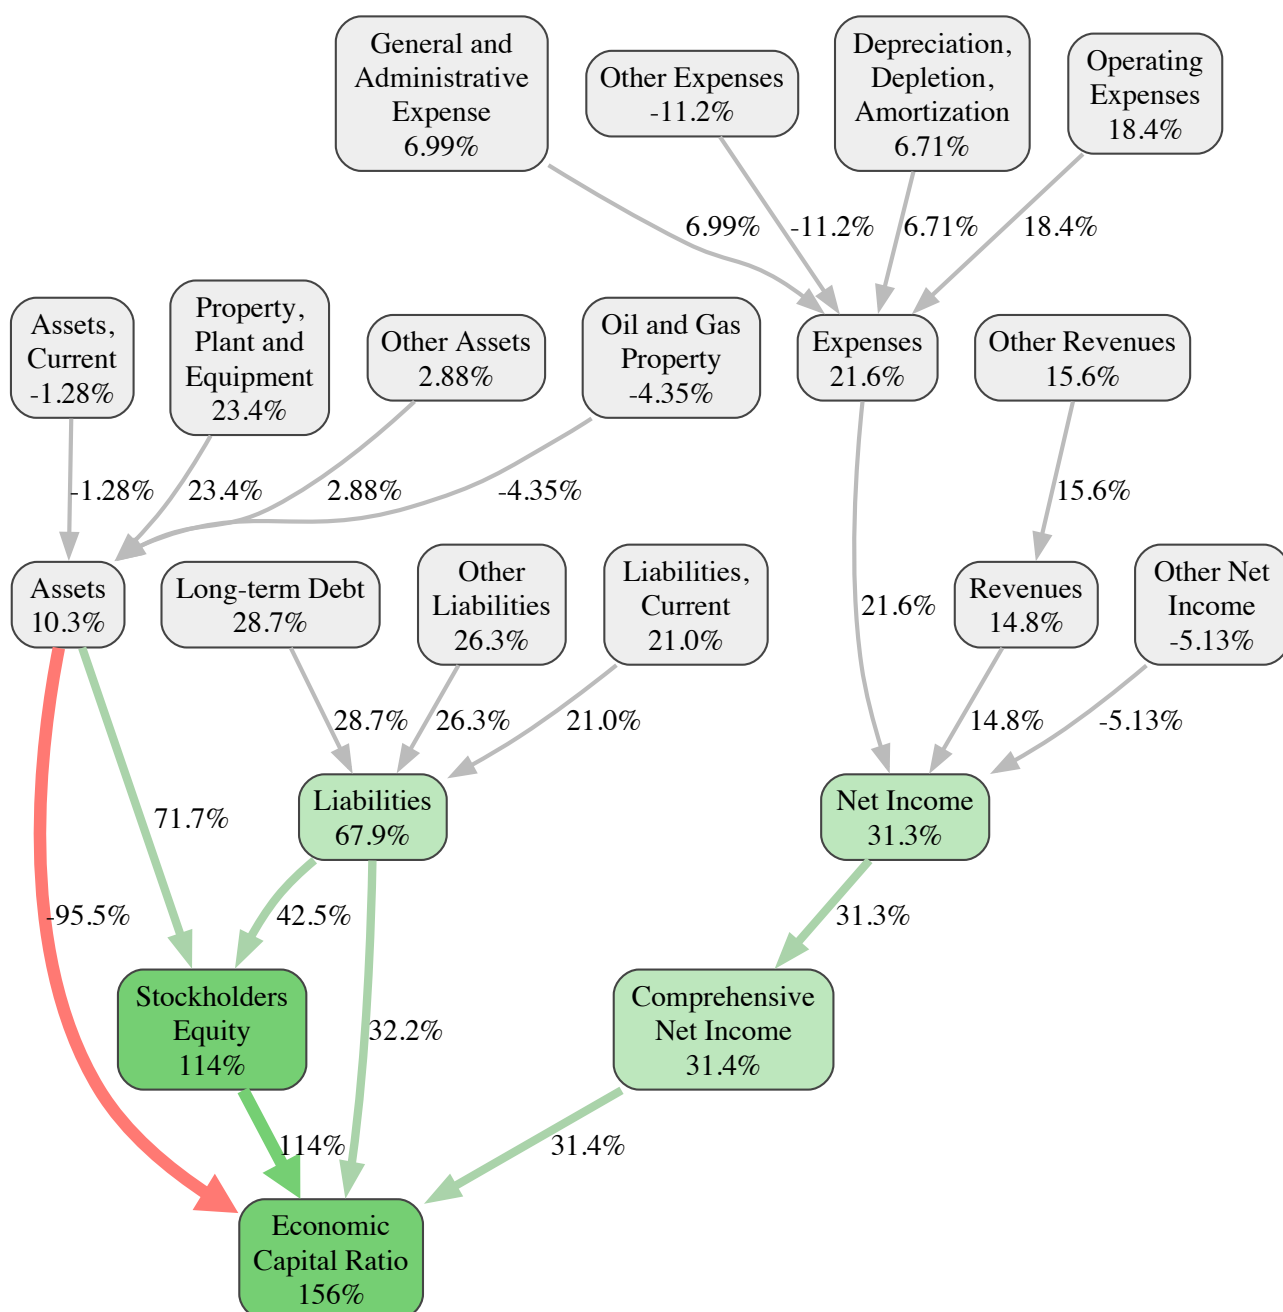 General and
Administrative
Expense
6.99%
Other Expenses
-11.2%
Depreciation,
Depletion,
Amortization
6.71%
Operating
Expenses
18.4%
6.99%
-11.2%
6.71%
18.4%
Assets,
Current
-1.28%
Property,
Plant and
Equipment
23.4%
Other Assets
2.88%
Oil and Gas
Property
-4.35%
Expenses
21.6%
Other Revenues
15.6%
-1.28%
23.4%
2.88%
-4.35%
15.6%
Assets
10.3%
Long-term Debt
28.7%
Other
Liabilities
26.3%
Liabilities,
Current
21.0%
21.6%
Revenues
14.8%
Other Net
Income
-5.13%
28.7%
26.3%
21.0%
14.8%
-5.13%
71.7%
Liabilities
67.9%
Net Income
31.3%
-95.5%
42.5%
31.3%
Stockholders
Equity
114%
32.2%
Comprehensive
Net Income
31.4%
114%
31.4%
Economic
Capital Ratio
156%